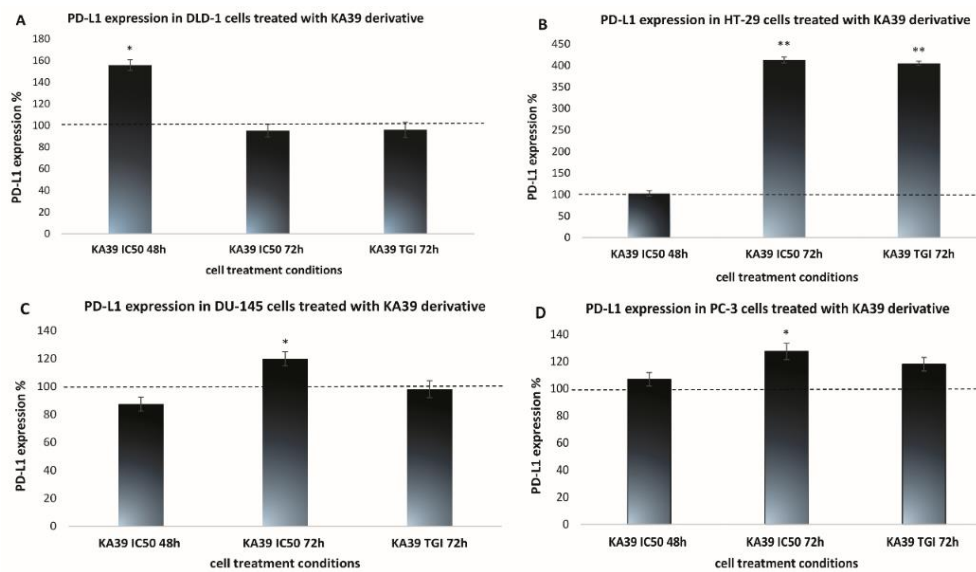 A
PD-L1 expression in DLD-1 cells treated with KA39 derivative
PD-L1 expression %
180
160
140
120
100
80
60
40
20
0
*
KA39 IC50 48h
KA39 IC50 72h
KA39 TGI 72h
cell treatment conditions
B
PD-L1 expression in HT-29 cells treated with KA39 derivative
PD-L1 expression %
450
400
350
300
250
200
150
100
50
0
**
**
KA39 IC50 48h
KA39 IC50 72h
KA39 TGI 72h
cell treatment conditions
C
PD-L1 expression in DU-145 cells treated with KA39 derivative
PD-L1 expression %
140
120
100
80
60
40
20
0
*
KA39 IC50 48h
KA39 IC50 72h
KA39 TGI 72h
cell treatment conditions
D
PD-L1 expression in PC-3 cells treated with KA39 derivative
PD-L1 expression %
140
120
100
80
60
40
20
0
*
KA39 IC50 48h
KA39 IC50 72h
KA39 TGI 72h
cell treatment conditions